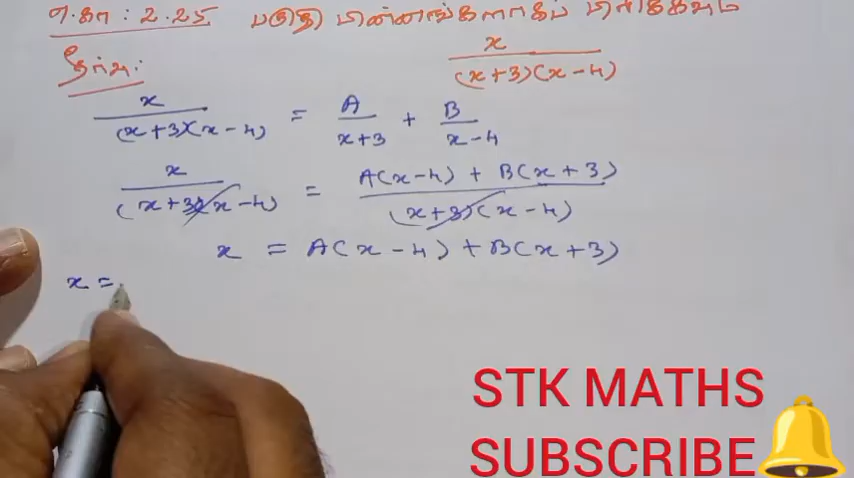 எ.கா : 2.25 பகுதி பின்னங்களாகப் பிரிக்கவும்
தீர்வு: x/(x+3)(x-4)
x/(x+3)(x-4) = A/x+3 + B/x-4
x/(x+3)(x-4) = A(x-4) + B(x+3)/(x+3)(x-4)
x = A(x-4) + B(x+3)
x =
STK MATHS
SUBSCRIBE